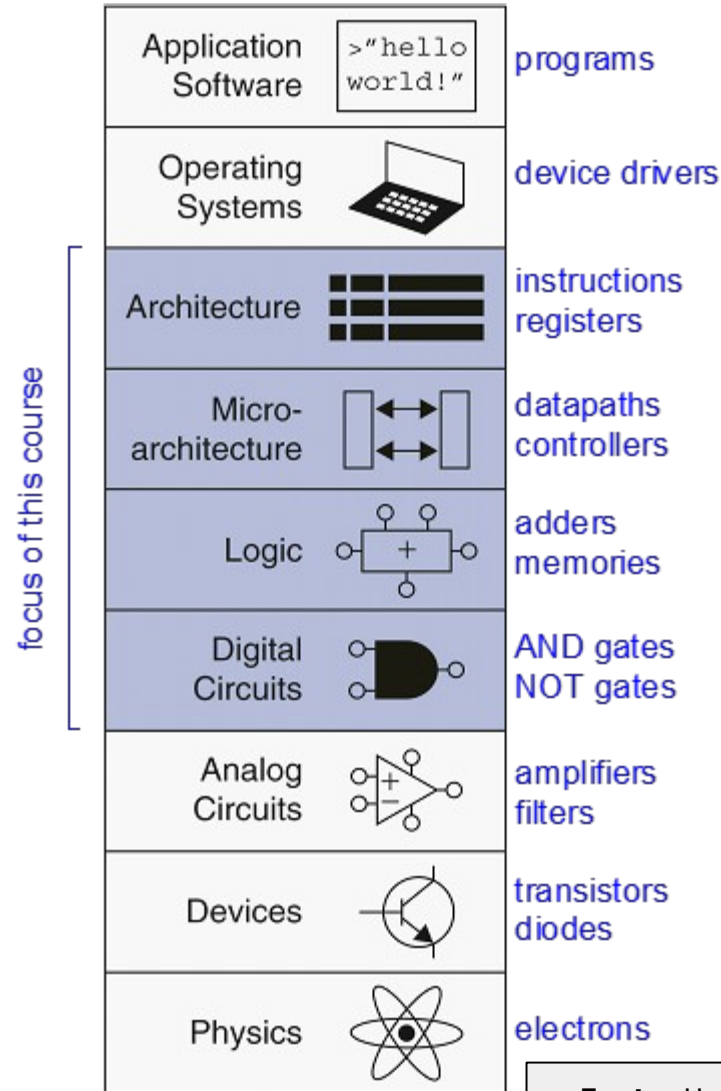 Application
Software
>"hello
world!"
programs
Operating
Systems
device drivers
focus of this course
Architecture
instructions
registers
Micro-
architecture
datapaths
controllers
Logic
+
adders
memories
Digital
Circuits
AND gates
NOT gates
Analog
Circuits
+
−
amplifiers
filters
Devices
transistors
diodes
Physics
electrons